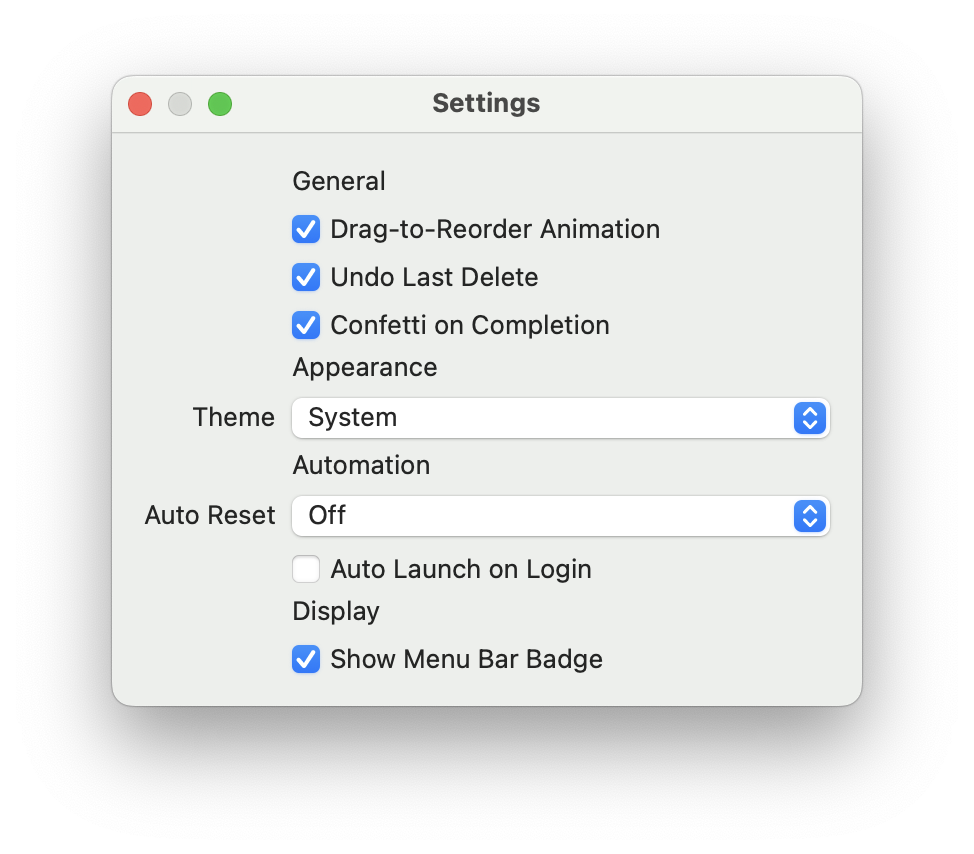 Settings
General
Drag-to-Reorder Animation
Undo Last Delete
Confetti on Completion
Appearance
Theme System
Automation
Auto Reset Off
Auto Launch on Login
Display
Show Menu Bar Badge